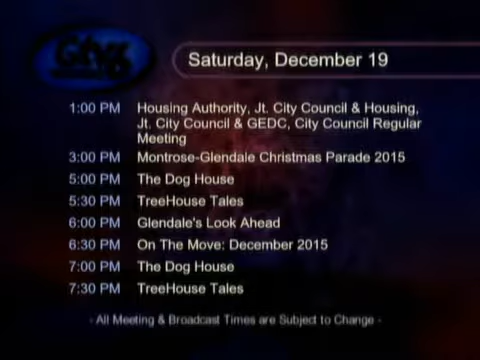 Gtv6
Saturday, December 19
1:00 PM Housing Authority, Jt. City Council & Housing,
Jt. City Council & GEDC, City Council Regular
Meeting
3:00 PM Montrose-Glendale Christmas Parade 2015
5:00 PM The Dog House
5:30 PM TreeHouse Tales
6:00 PM Glendale's Look Ahead
6:30 PM On The Move: December 2015
7:00 PM The Dog House
7:30 PM TreeHouse Tales
- All Meeting & Broadcast Times are Subject to Change -